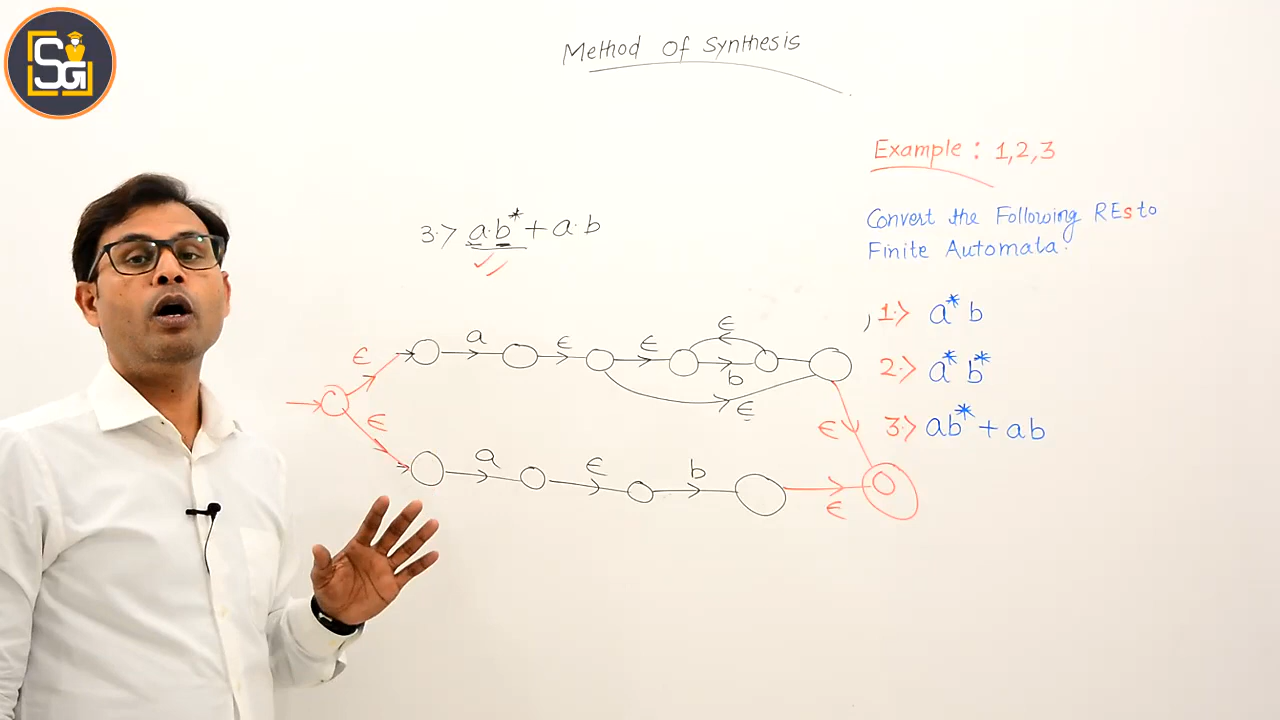 SG
Method Of Synthesis
Example : 1,2,3
Convert the Following REs to
Finite Automata.
3.> a.b* + a.b
1.> a* b
2.> a* b*
3.> ab* + ab
ϵ
a
ϵ
ϵ
ϵ
b
ϵ
ϵ
ϵ
a
ϵ
b
ϵ